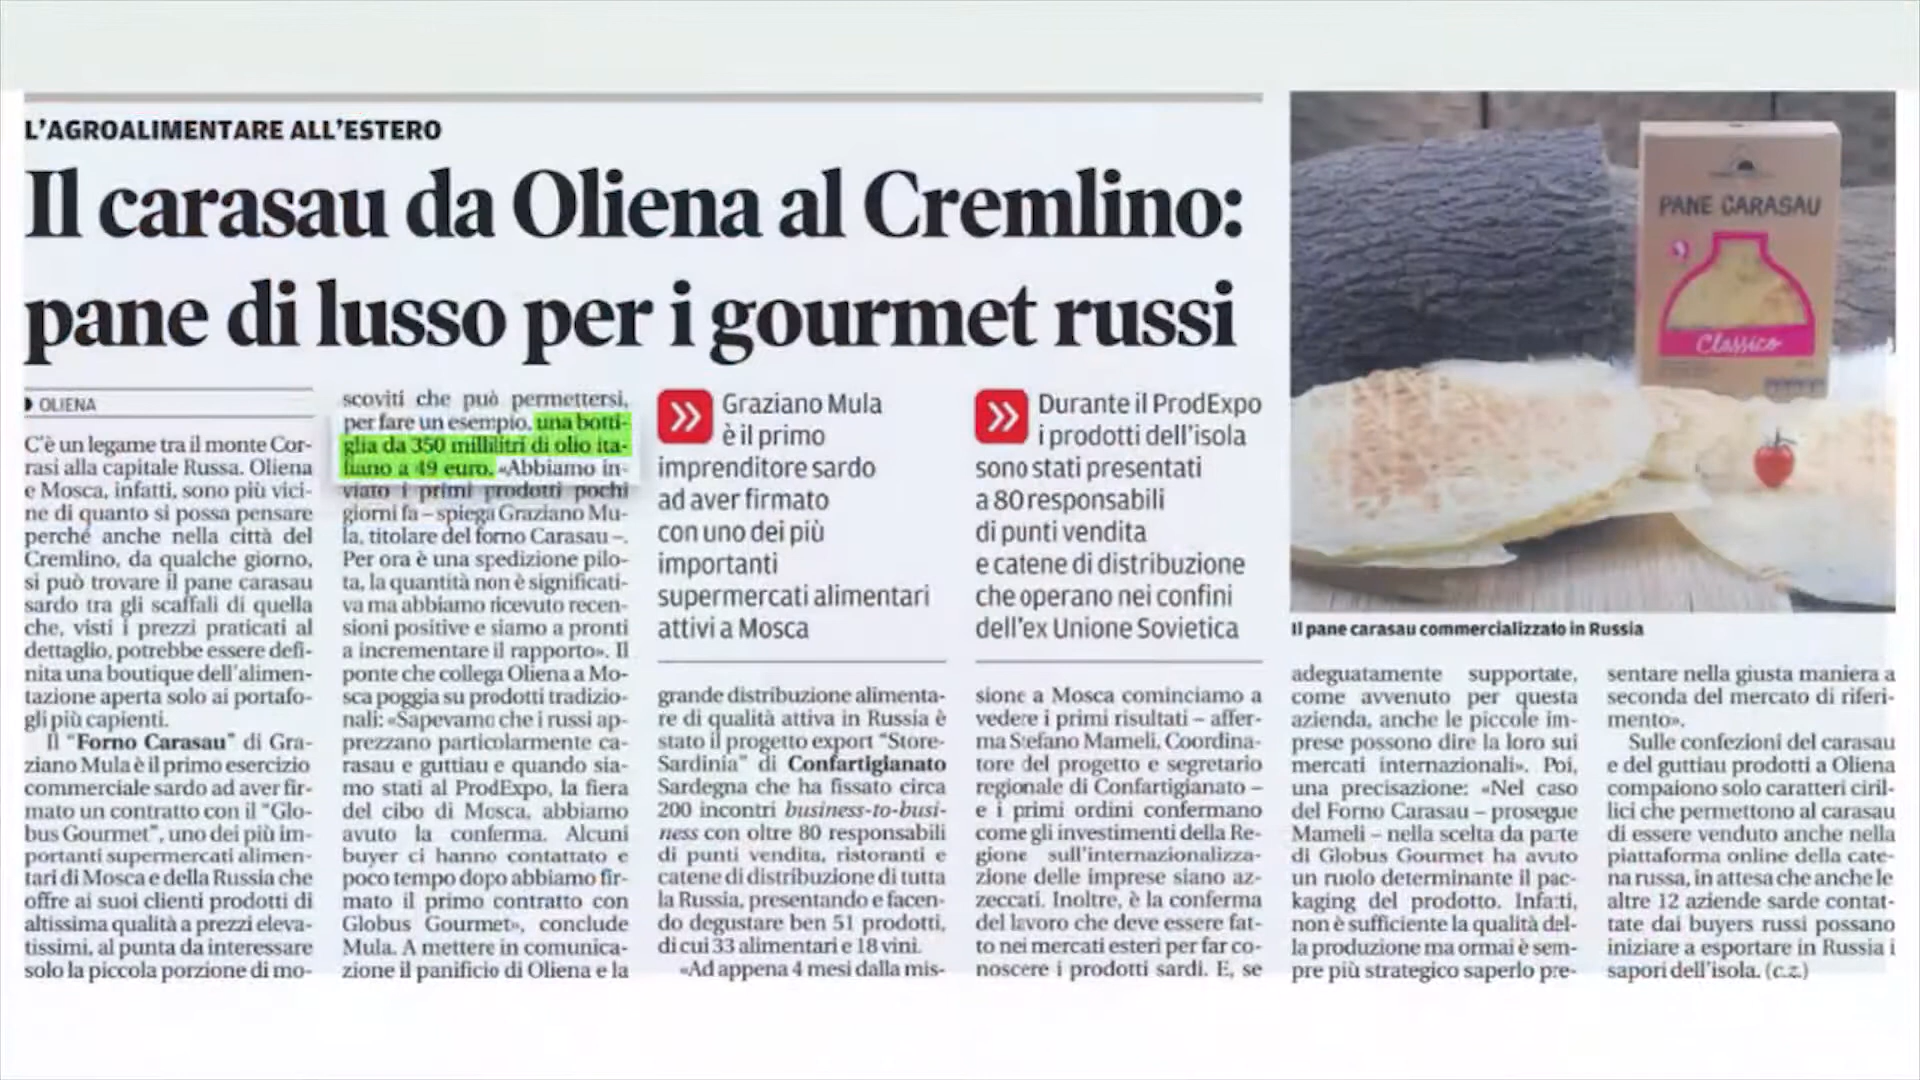 L'AGROALIMENTARE ALL'ESTERO
Il carasau da Oliena al Cremlino:
pane di lusso per i gourmet russi
OLIENA
C'è un legame tra il monte Cor-
rasi alla capitale Russa. Oliena
e Mosca, infatti, sono più vici-
ne di quanto si possa pensare
perché anche nella città del
Cremlino, da qualche giorno,
si può trovare il pane carasau
sardo tra gli scaffali di quella
che, visti i prezzi praticati al
dettaglio, potrebbe essere defi-
nita una boutique dell'alimen-
tazione aperta solo ai portafo-
gli più capienti.
Il "Forno Carasau" di Gra-
ziano Mula è il primo esercizio
commerciale sardo ad aver fir-
mato un contratto con il "Glo-
bus Gourmet", uno dei più im-
portanti supermercati alimen-
tari di Mosca e della Russia che
offre ai suoi clienti prodotti di
altissima qualità a prezzi eleva-
tissimi, al punto da interessare
solo la piccola porzione di mo-
scoviti che può permettersi,
per fare un esempio, una botti-
glia da 350 millilitri di olio ita-
liano a 49 euro. «Abbiamo in-
viato i primi prodotti pochi
giorni fa – spiega Graziano Mu-
la, titolare del forno Carasau –.
Per ora è una spedizione pilo-
ta, la quantità non è significati-
va ma abbiamo ricevuto recen-
sioni positive e siamo a pronti
a incrementare il rapporto». Il
ponte che collega Oliena a Mo-
sca poggia su prodotti tradizio-
nali: «Sapevamo che i russi ap-
prezzano particolarmente ca-
rasau e guttiau e quando sia-
mo stati al ProdExpo, la fiera
del cibo di Mosca, abbiamo
avuto la conferma. Alcuni
buyer ci hanno contattato e
poco tempo dopo abbiamo fir-
mato il primo contratto con
Globus Gourmet», conclude
Mula. A mettere in comunica-
zione il panificio di Oliena e la
Graziano Mula
è il primo
imprenditore sardo
ad aver firmato
con uno dei più
importanti
supermercati alimentari
attivi a Mosca
grande distribuzione alimenta-
re di qualità attiva in Russia è
stato il progetto export "Store-
Sardinia" di Confartigianato
Sardegna che ha fissato circa
200 incontri business-to-busi-
ness con oltre 80 responsabili
di punti vendita, ristoranti e
catene di distribuzione di tutta
la Russia, presentando e facen-
do degustare ben 51 prodotti,
di cui 33 alimentari e 18 vini.
«Ad appena 4 mesi dalla mis-
Durante il ProdExpo
i prodotti dell'isola
sono stati presentati
a 80 responsabili
di punti vendita
e catene di distribuzione
che operano nei confini
dell'ex Unione Sovietica
sione a Mosca cominciamo a
vedere i primi risultati – affer-
ma Stefano Mameli, Coordina-
tore del progetto e segretario
regionale di Confartigianato –
e i primi ordini confermano
come gli investimenti della Re-
gione sull'internazionalizza-
zione delle imprese siano az-
zeccati. Inoltre, è la conferma
del lavoro che deve essere fat-
to nei mercati esteri per far co-
noscere i prodotti sardi. E, se
PANE CARASAU
Classico
Il pane carasau commercializzato in Russia
adeguatamente supportate,
come avvenuto per questa
azienda, anche le piccole im-
prese possono dire la loro sui
mercati internazionali». Poi,
una precisazione: «Nel caso
del Forno Carasau – prosegue
Mameli – nella scelta da parte
di Globus Gourmet ha avuto
un ruolo determinante il pac-
kaging del prodotto. Infatti,
non è sufficiente la qualità del-
la produzione ma ormai è sem-
pre più strategico saperlo pre-
sentare nella giusta maniera a
seconda del mercato di riferi-
mento».
Sulle confezioni del carasau
e del guttiau prodotti a Oliena
compaiono solo caratteri ciril-
lici che permettono al carasau
di essere venduto anche nella
piattaforma online della cate-
na russa, in attesa che anche le
altre 12 aziende sarde contat-
tate dai buyers russi possano
iniziare a esportare in Russia i
sapori dell'isola. (c.z.)